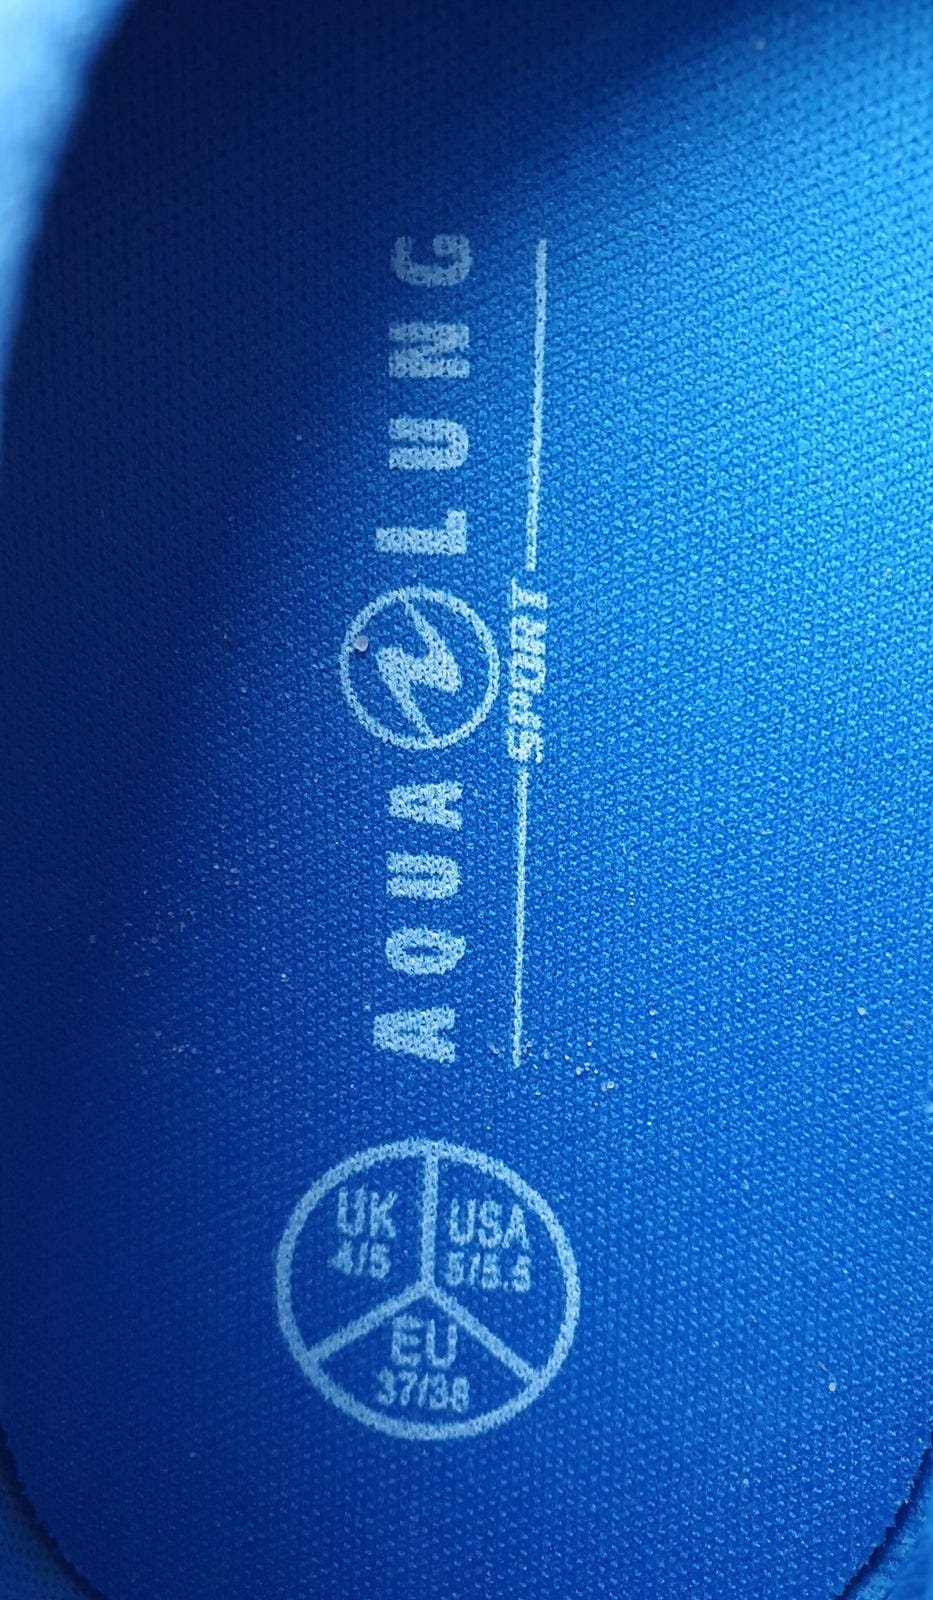 AQUA LUNG
SPORT
UK
4/5
USA
5/5.5
EU
37/38